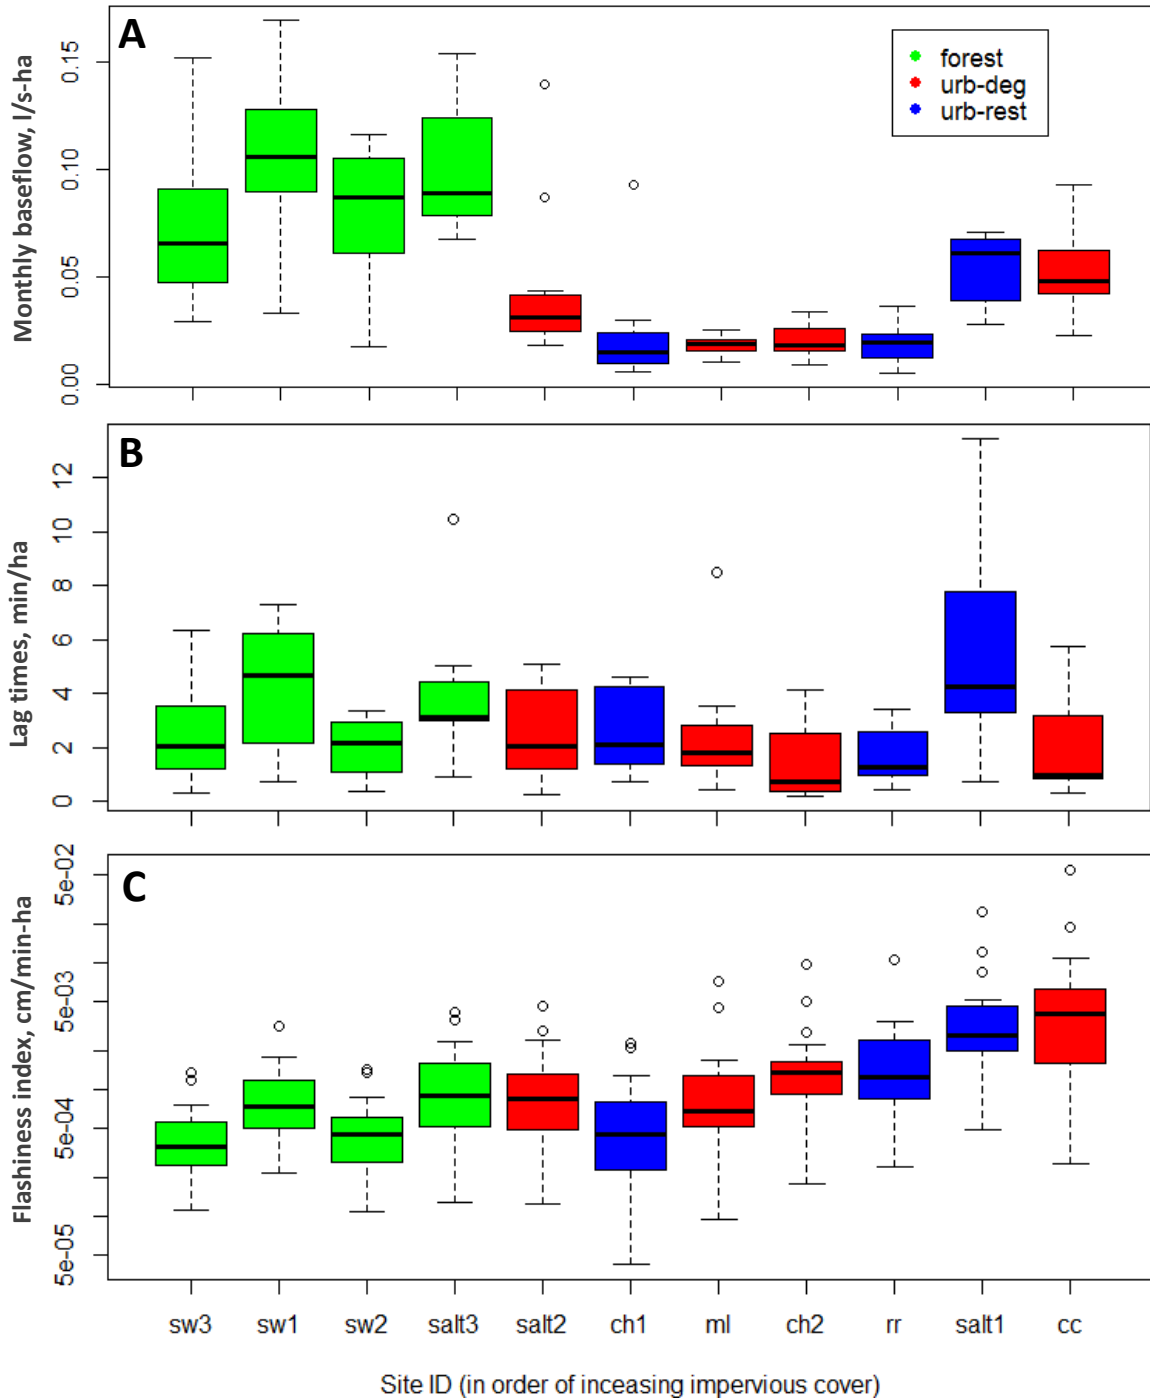 A
Monthly baseflow, l/s-ha
0.15
0.10
0.05
0.00
forest
urb-deg
urb-rest
B
Lag times, min/ha
12
10
8
6
4
2
0
C
Flashiness index, cm/min-ha
5e-02
5e-03
5e-04
5e-05
sw3 sw1 sw2 salt3 salt2 ch1 ml ch2 rr salt1 cc
Site ID (in order of inceasing impervious cover)